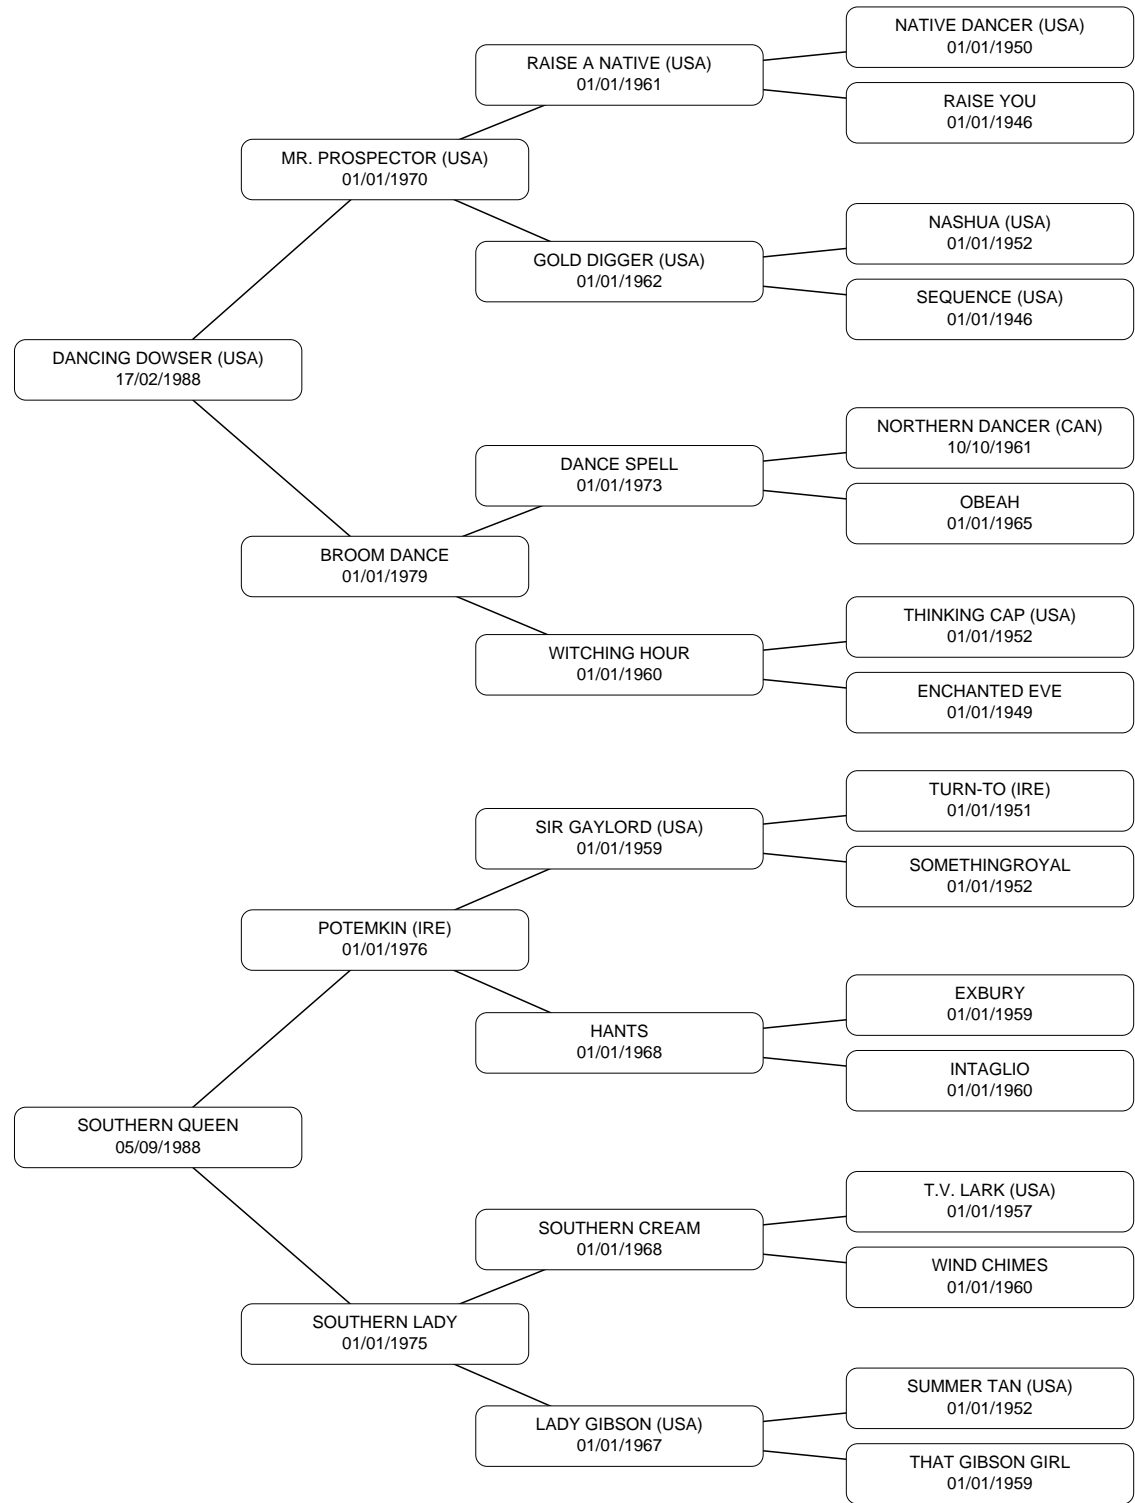 NATIVE DANCER (USA)
01/01/1950
RAISE A NATIVE (USA)
01/01/1961
RAISE YOU
01/01/1946
MR. PROSPECTOR (USA)
01/01/1970
NASHUA (USA)
01/01/1952
GOLD DIGGER (USA)
01/01/1962
SEQUENCE (USA)
01/01/1946
DANCING DOWSER (USA)
17/02/1988
NORTHERN DANCER (CAN)
10/10/1961
DANCE SPELL
01/01/1973
OBEAH
01/01/1965
BROOM DANCE
01/01/1979
THINKING CAP (USA)
01/01/1952
WITCHING HOUR
01/01/1960
ENCHANTED EVE
01/01/1949
TURN-TO (IRE)
01/01/1951
SIR GAYLORD (USA)
01/01/1959
SOMETHINGROYAL
01/01/1952
POTEMKIN (IRE)
01/01/1976
EXBURY
01/01/1959
HANTS
01/01/1968
INTAGLIO
01/01/1960
SOUTHERN QUEEN
05/09/1988
T.V. LARK (USA)
01/01/1957
SOUTHERN CREAM
01/01/1968
WIND CHIMES
01/01/1960
SOUTHERN LADY
01/01/1975
SUMMER TAN (USA)
01/01/1952
LADY GIBSON (USA)
01/01/1967
THAT GIBSON GIRL
01/01/1959